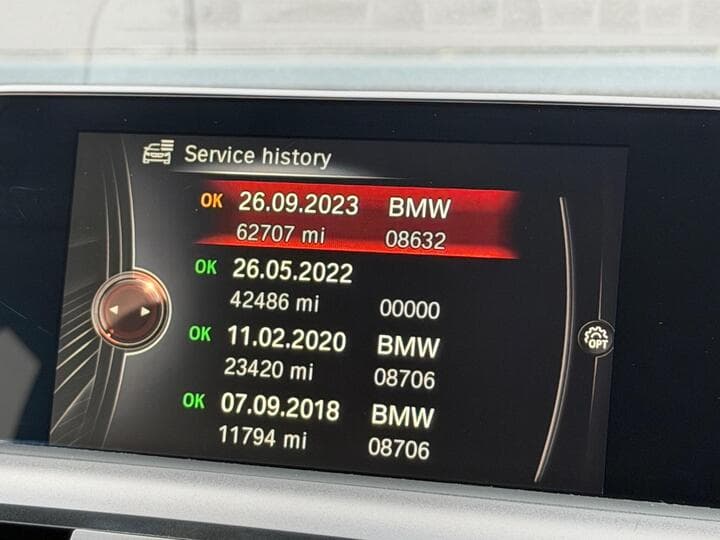 Service history
OK 26.09.2023 BMW
62707 mi 08632
OK 26.05.2022
42486 mi 00000
OK 11.02.2020 BMW
23420 mi 08706
OK 07.09.2018 BMW
11794 mi 08706
OPT